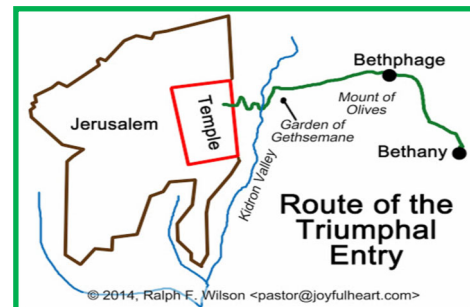 Bethphage
Mount of
Olives
Temple
Jerusalem
Garden of
Gethsemane
Bethany
Kidron Valley
Route of the
Triumphal
Entry
© 2014, Ralph F. Wilson <pastor@joyfulheart.com>